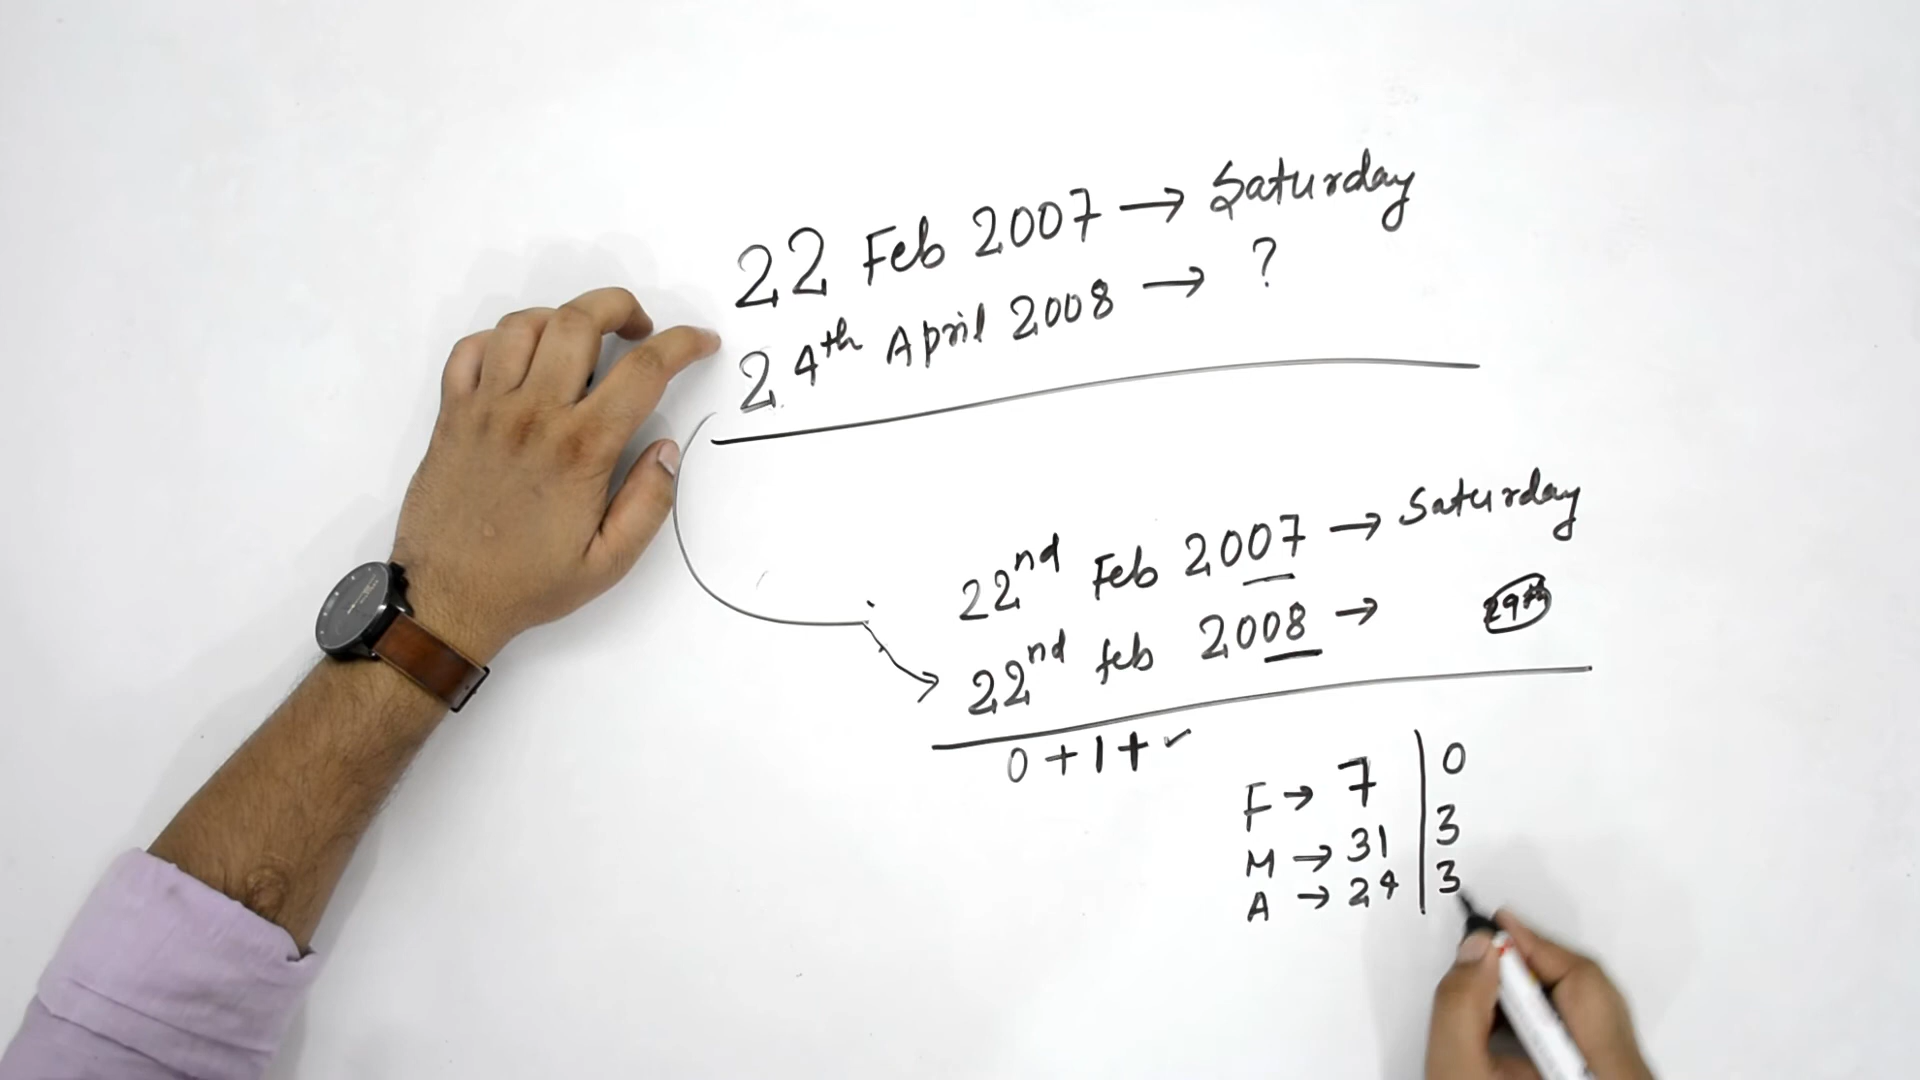 22 Feb 2007 → Saturday
24th April 2008 → ?
22nd Feb 2007 → Saturday
22nd feb 2008 → 29th
0 + 1 + ✓
F → 7 | 0
M → 31 | 3
A → 24 | 3